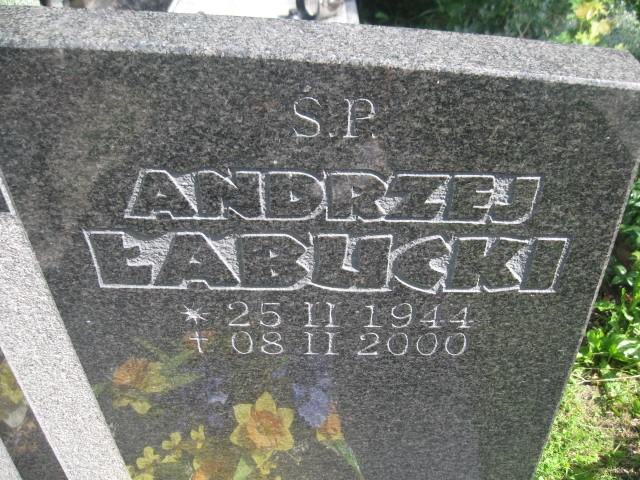 Ś.P.
ANDRZEJ
ŁABUCKI
* 25 II 1944
† 08 II 2000